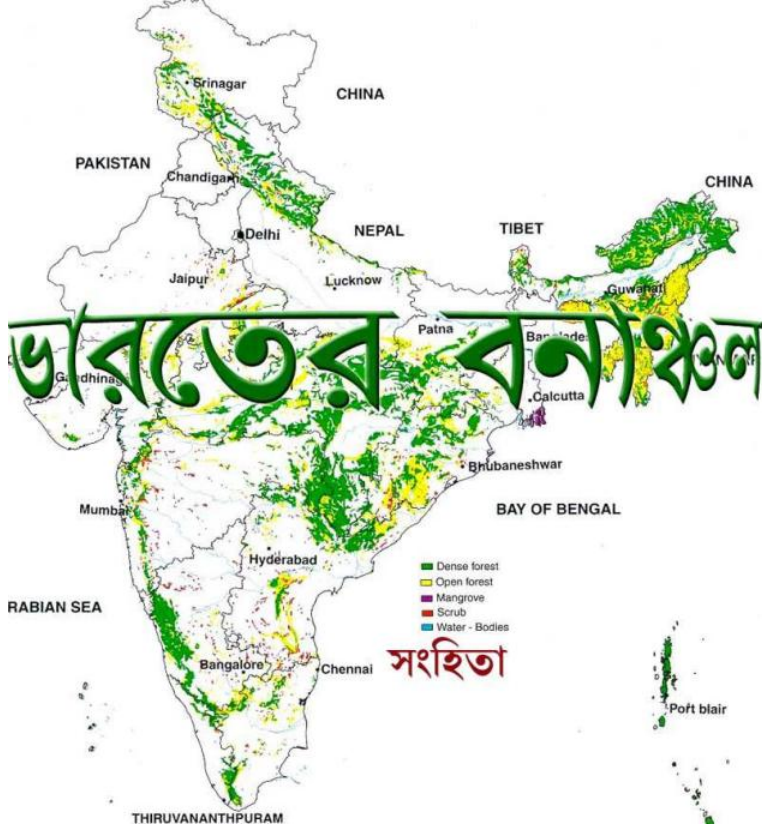 Srinagar
CHINA
PAKISTAN
Chandigarh
CHINA
NEPAL
TIBET
Delhi
Jaipur
Lucknow
Guwahati
ভারতের বনাঞ্চল
Patna
Calcutta
Bhubaneshwar
Mumbai
BAY OF BENGAL
Hyderabad
Dense forest
Open forest
Mangrove
Scrub
Water - Bodies
RABIAN SEA
সংহিতা
Bangalore
Chennai
Port blair
THIRUVANANTHPURAM